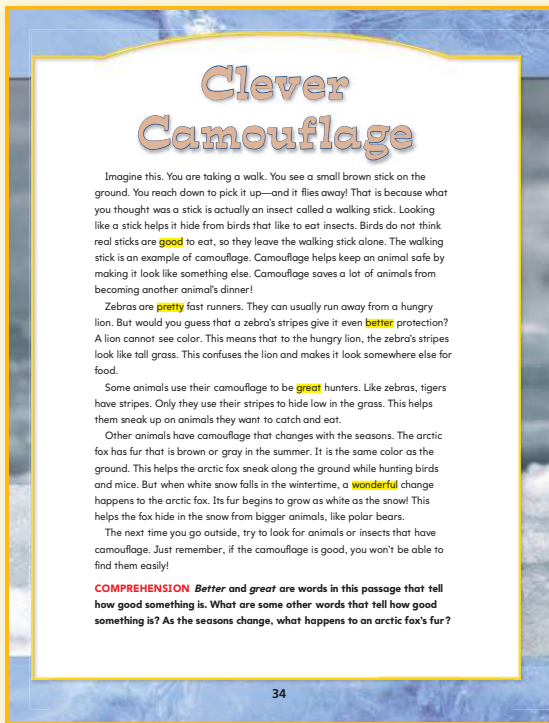 Clever
Camouflage
Imagine this. You are taking a walk. You see a small brown stick on the
ground. You reach down to pick it up—and it flies away! That is because what
you thought was a stick is actually an insect called a walking stick. Looking
like a stick helps it hide from birds that like to eat insects. Birds do not think
real sticks are good to eat, so they leave the walking stick alone. The walking
stick is an example of camouflage. Camouflage helps keep an animal safe by
making it look like something else. Camouflage saves a lot of animals from
becoming another animal's dinner!
Zebras are pretty fast runners. They can usually run away from a hungry
lion. But would you guess that a zebra's stripes give it even better protection?
A lion cannot see color. This means that to the hungry lion, the zebra's stripes
look like tall grass. This confuses the lion and makes it look somewhere else for
food.
Some animals use their camouflage to be great hunters. Like zebras, tigers
have stripes. Only they use their stripes to hide low in the grass. This helps
them sneak up on animals they want to catch and eat.
Other animals have camouflage that changes with the seasons. The arctic
fox has fur that is brown or gray in the summer. It is the same color as the
ground. This helps the arctic fox sneak along the ground while hunting birds
and mice. But when white snow falls in the wintertime, a wonderful change
happens to the arctic fox. Its fur begins to grow as white as the snow! This
helps the fox hide in the snow from bigger animals, like polar bears.
The next time you go outside, try to look for animals or insects that have
camouflage. Just remember, if the camouflage is good, you won't be able to
find them easily!
COMPREHENSION Better and great are words in this passage that tell
how good something is. What are some other words that tell how good
something is? As the seasons change, what happens to an arctic fox's fur?
34